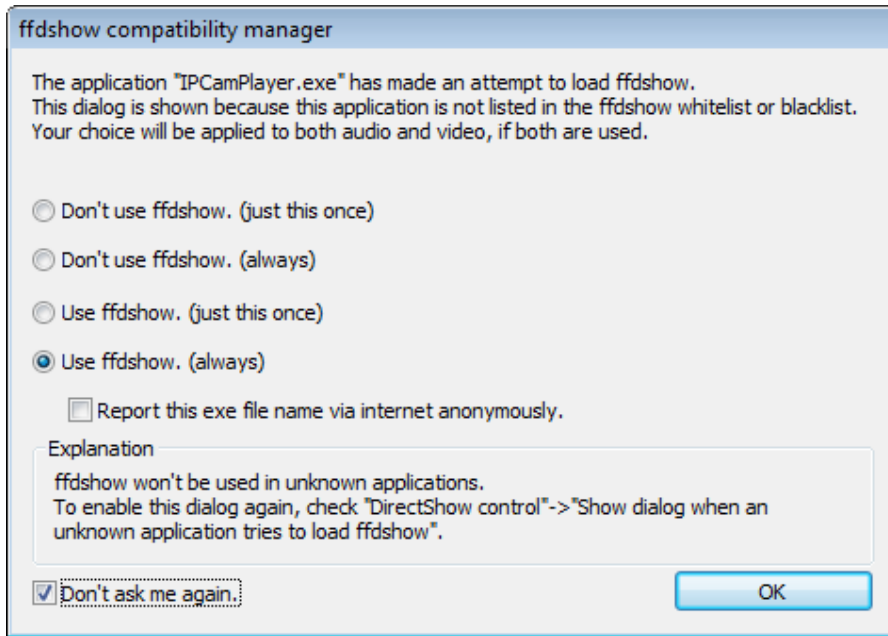 ffdshow compatibility manager
The application "IPCamPlayer.exe" has made an attempt to load ffdshow.
This dialog is shown because this application is not listed in the ffdshow whitelist or blacklist.
Your choice will be applied to both audio and video, if both are used.
Don't use ffdshow. (just this once)
Don't use ffdshow. (always)
Use ffdshow. (just this once)
Use ffdshow. (always)
Report this exe file name via internet anonymously.
Explanation
ffdshow won't be used in unknown applications.
To enable this dialog again, check "DirectShow control"->"Show dialog when an
unknown application tries to load ffdshow".
Don't ask me again.
OK